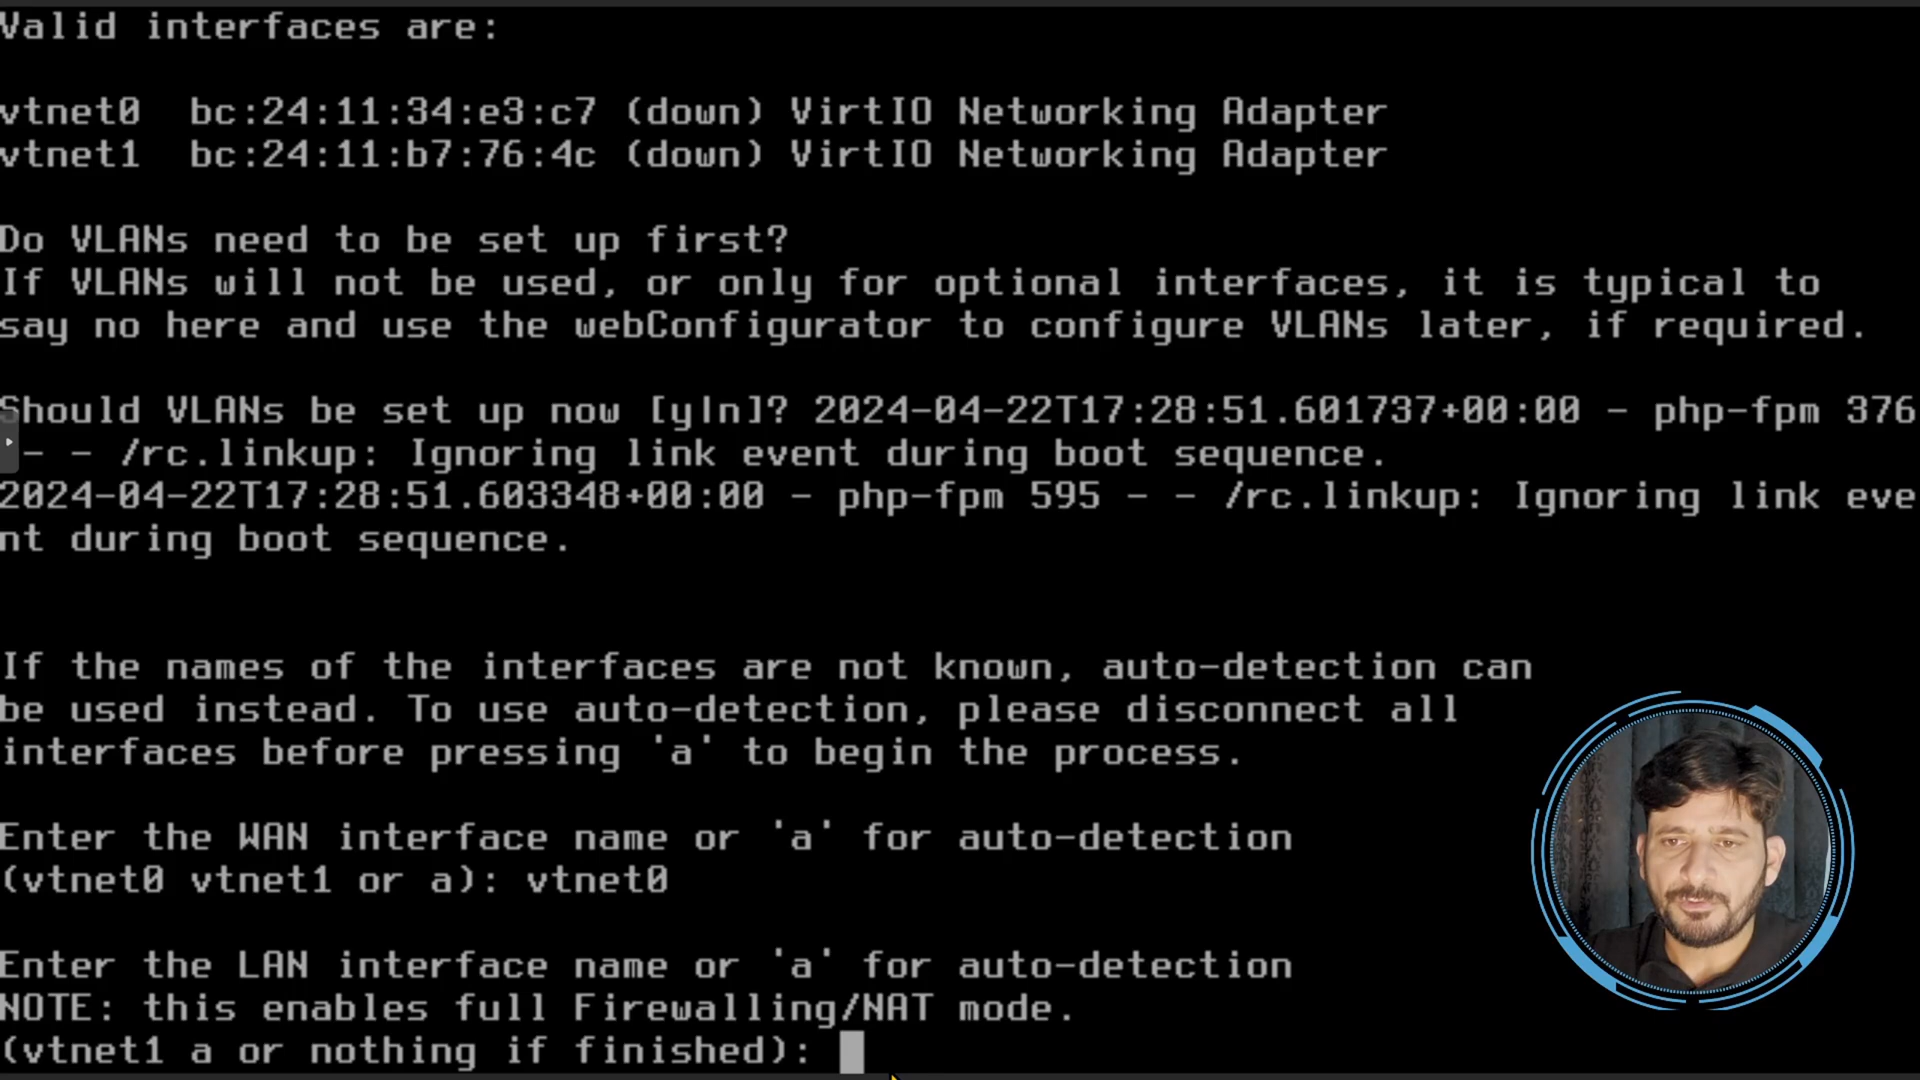 Valid interfaces are:
vtnet0 bc:24:11:34:e3:c7 (down) VirtIO Networking Adapter
vtnet1 bc:24:11:b7:76:4c (down) VirtIO Networking Adapter
Do VLANs need to be set up first?
If VLANs will not be used, or only for optional interfaces, it is typical to
say no here and use the webConfigurator to configure VLANs later, if required.
Should VLANs be set up now [y|n]? 2024-04-22T17:28:51.601737+00:00 - php-fpm 376
- - /rc.linkup: Ignoring link event during boot sequence.
2024-04-22T17:28:51.603348+00:00 - php-fpm 595 - - /rc.linkup: Ignoring link eve
nt during boot sequence.
If the names of the interfaces are not known, auto-detection can
be used instead. To use auto-detection, please disconnect all
interfaces before pressing 'a' to begin the process.
Enter the WAN interface name or 'a' for auto-detection
(vtnet0 vtnet1 or a): vtnet0
Enter the LAN interface name or 'a' for auto-detection
NOTE: this enables full Firewalling/NAT mode.
(vtnet1 a or nothing if finished):